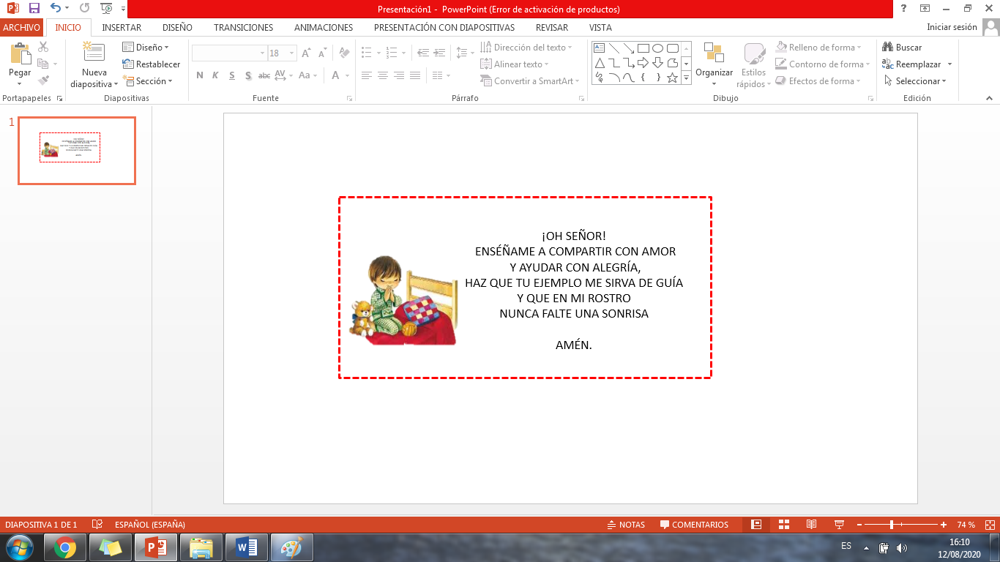 Presentación1 - PowerPoint (Error de activación de productos)
ARCHIVO INICIO INSERTAR DISEÑO TRANSICIONES ANIMACIONES PRESENTACIÓN CON DIAPOSITIVAS REVISAR VISTA Iniciar sesión
Pegar
Portapapeles
Nueva diapositiva
Diseño
Restablecer
Sección
Diapositivas
18
N K S S abc AV Aa A
Fuente
Dirección del texto
Alinear texto
Convertir a SmartArt
Párrafo
Organizar
Estilos rápidos
Relleno de forma
Contorno de forma
Efectos de forma
Dibujo
Buscar
Reemplazar
Seleccionar
Edición
1
¡OH SEÑOR!
ENSÉÑAME A COMPARTIR CON AMOR
Y AYUDAR CON ALEGRÍA,
HAZ QUE TU EJEMPLO ME SIRVA DE GUÍA
Y QUE EN MI ROSTRO
NUNCA FALTE UNA SONRISA
AMÉN.
DIAPOSITIVA 1 DE 1 ESPAÑOL (ESPAÑA) NOTAS COMENTARIOS 74 %
ES
16:10
12/08/2020